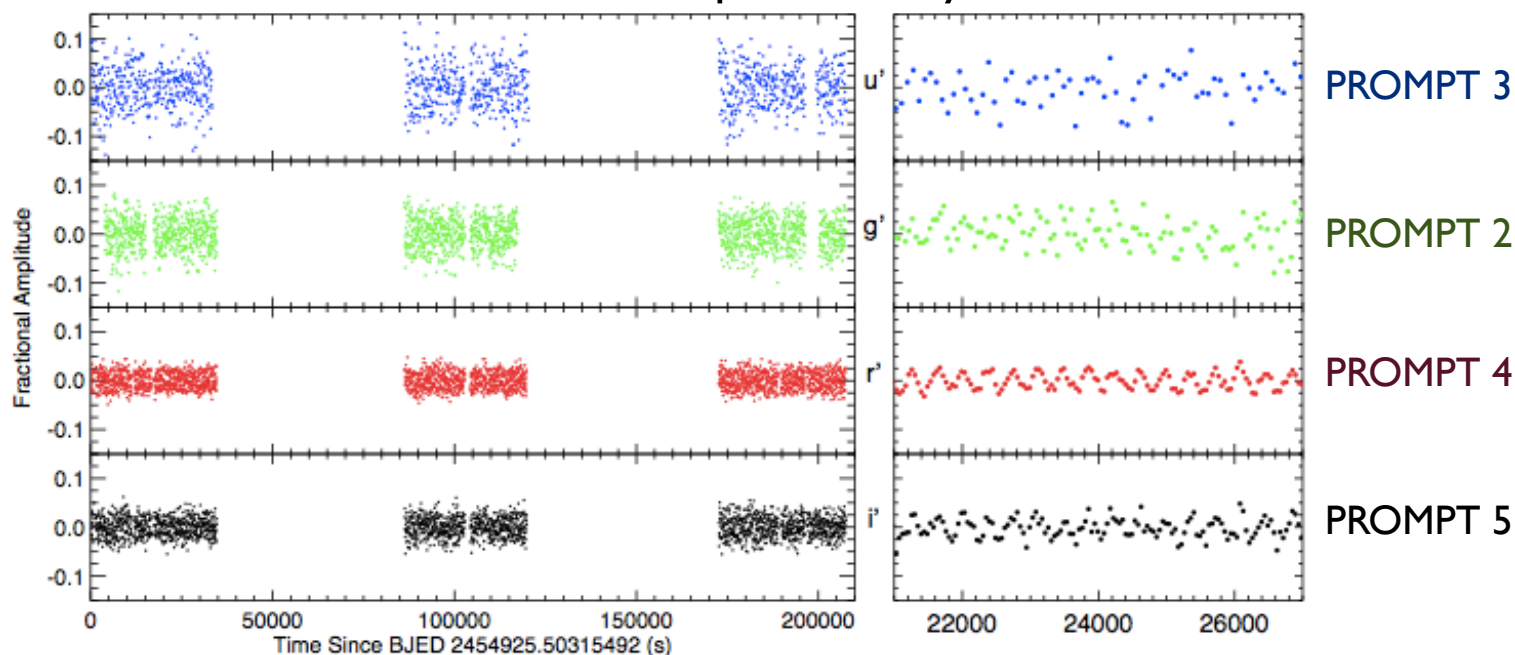 0.1
0.0
-0.1
u'
PROMPT 3
0.1
0.0
-0.1
g'
PROMPT 2
Fractional Amplitude
0.1
0.0
-0.1
r'
PROMPT 4
0.1
0.0
-0.1
i'
PROMPT 5
0 50000 100000 150000 200000 22000 24000 26000
Time Since BJED 2454925.50315492 (s)